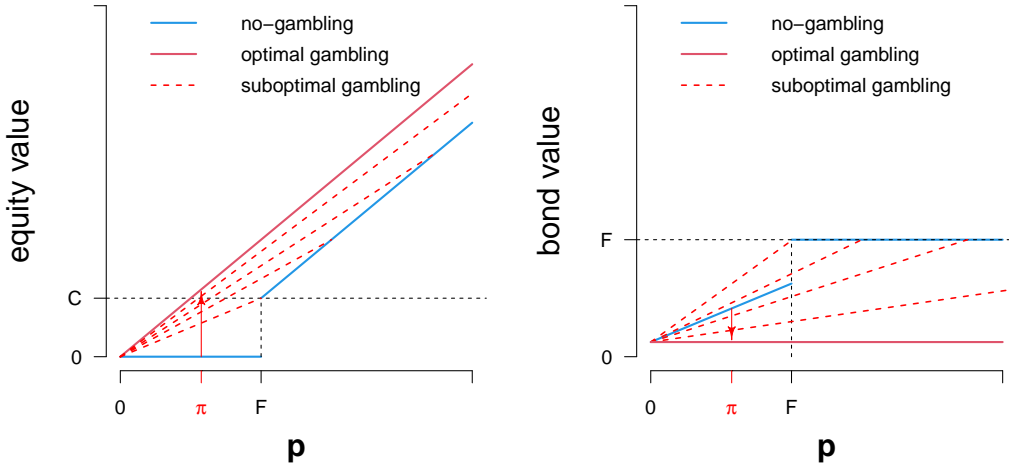 no−gambling
optimal gambling
suboptimal gambling
equity value
C
0
0
π
F
p
no−gambling
optimal gambling
suboptimal gambling
bond value
F
0
0
π
F
p